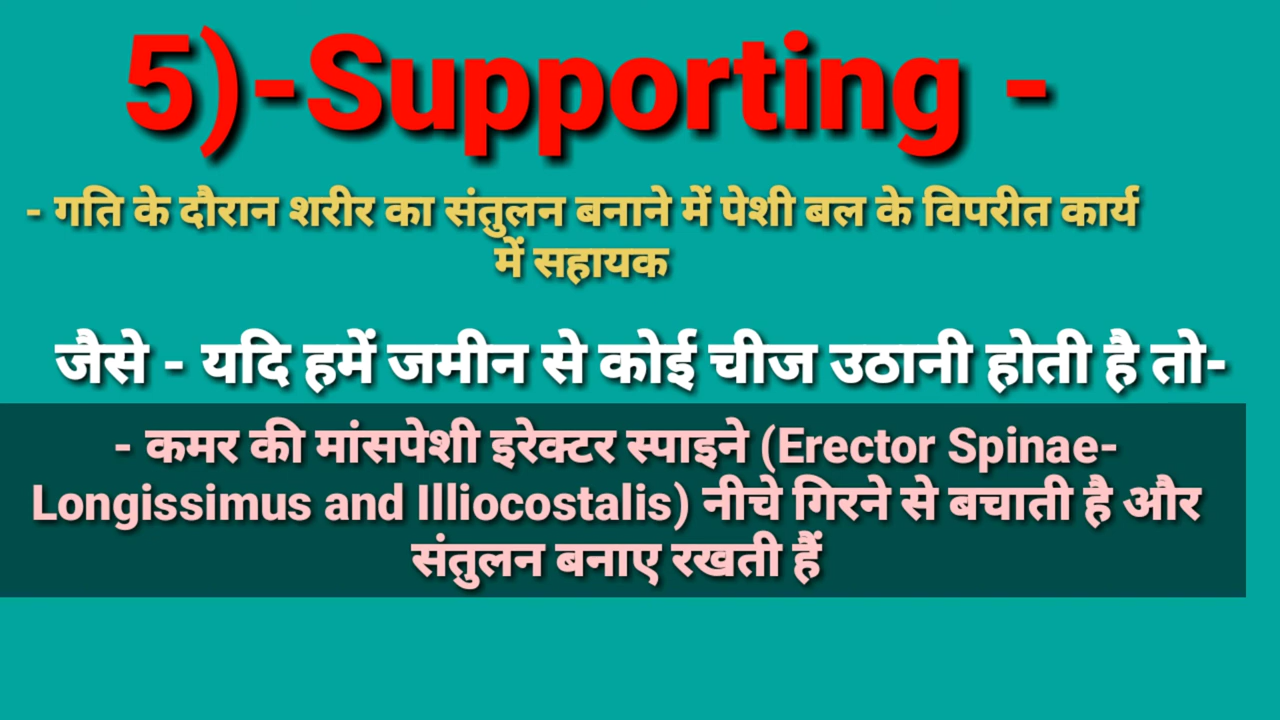 5)-Supporting -
- गति के दौरान शरीर का संतुलन बनाने में पेशी बल के विपरीत कार्य
में सहायक
जैसे - यदि हमें जमीन से कोई चीज उठानी होती है तो-
- कमर की मांसपेशी इरेक्टर स्पाइने (Erector Spinae-
Longissimus and Illiocostalis) नीचे गिरने से बचाती है और
संतुलन बनाए रखती हैं